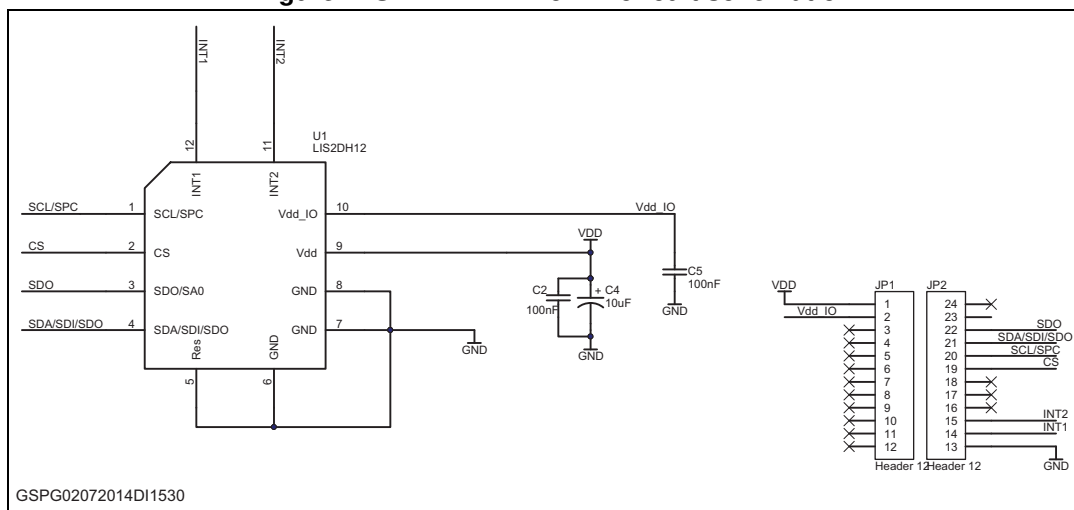 INT1
INT2
12
11
U1
LIS2DH12
INT1
INT2
SCL/SPC 1 SCL/SPC
Vdd_IO 10 Vdd_IO
CS 2 CS
Vdd 9
VDD
SDO 3 SDO/SA0
GND 8
SDA/SDI/SDO 4 SDA/SDI/SDO
GND 7
GND
Res
GND
5
6
C2
100nF
+ C4
10uF
GND
C5
100nF
GND
VDD
Vdd_IO
JP1
1
2
3
4
5
6
7
8
9
10
11
12
Header 12
JP2
24
23
22 SDO
21 SDA/SDI/SDO
20 SCL/SPC
19 CS
18
17
16
15 INT2
14 INT1
13
GND
Header 12
GSPG02072014DI1530